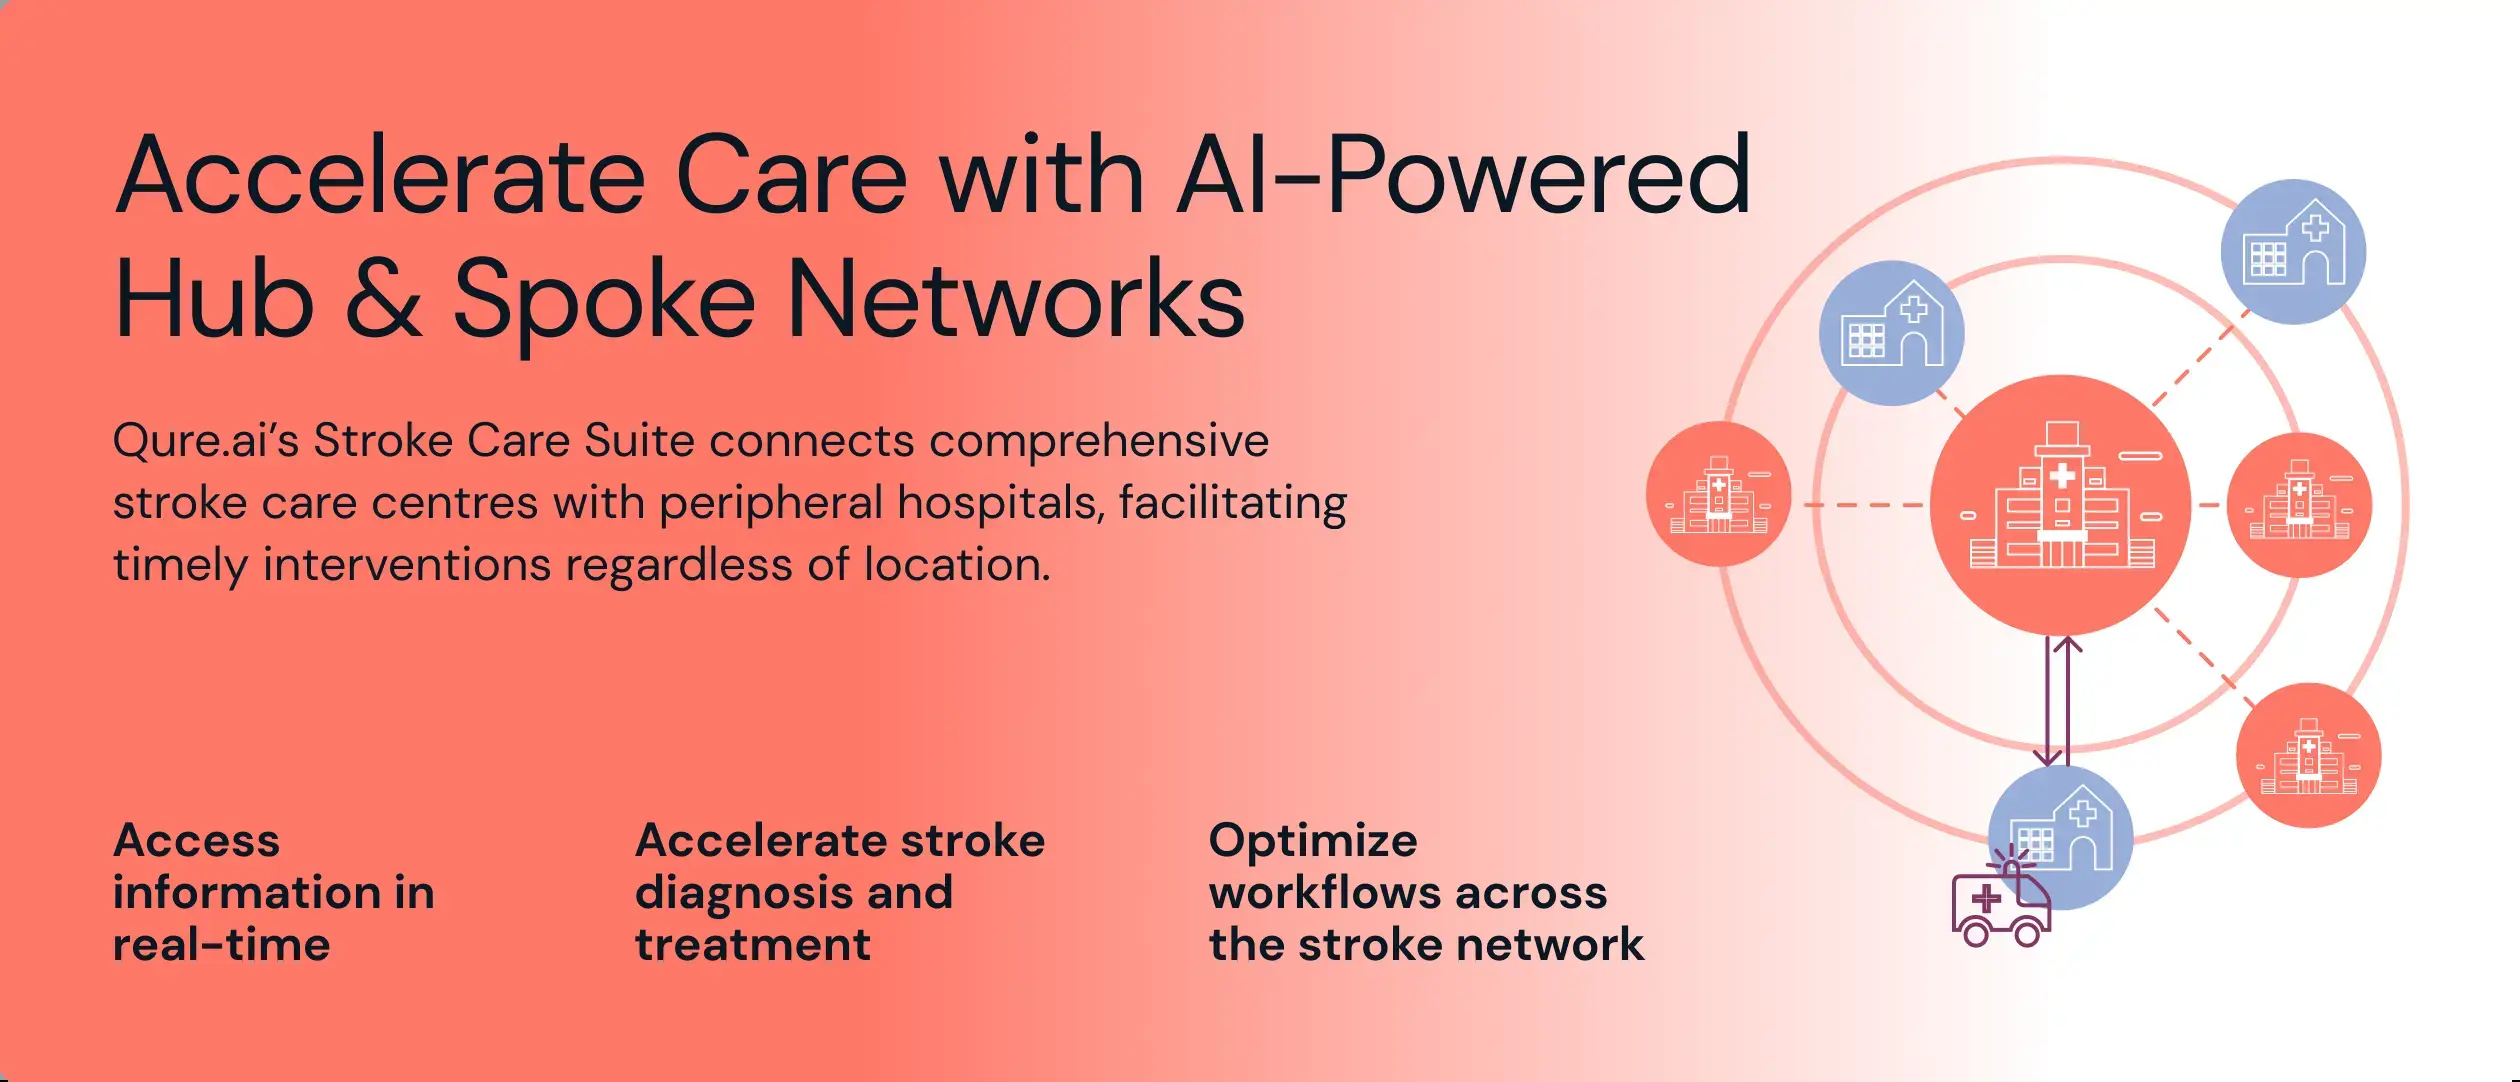 Accelerate Care with AI-Powered
Hub & Spoke Networks
Qure.ai’s Stroke Care Suite connects comprehensive
stroke care centres with peripheral hospitals, facilitating
timely interventions regardless of location.
Access
information in
real-time
Accelerate stroke
diagnosis and
treatment
Optimize
workflows across
the stroke network